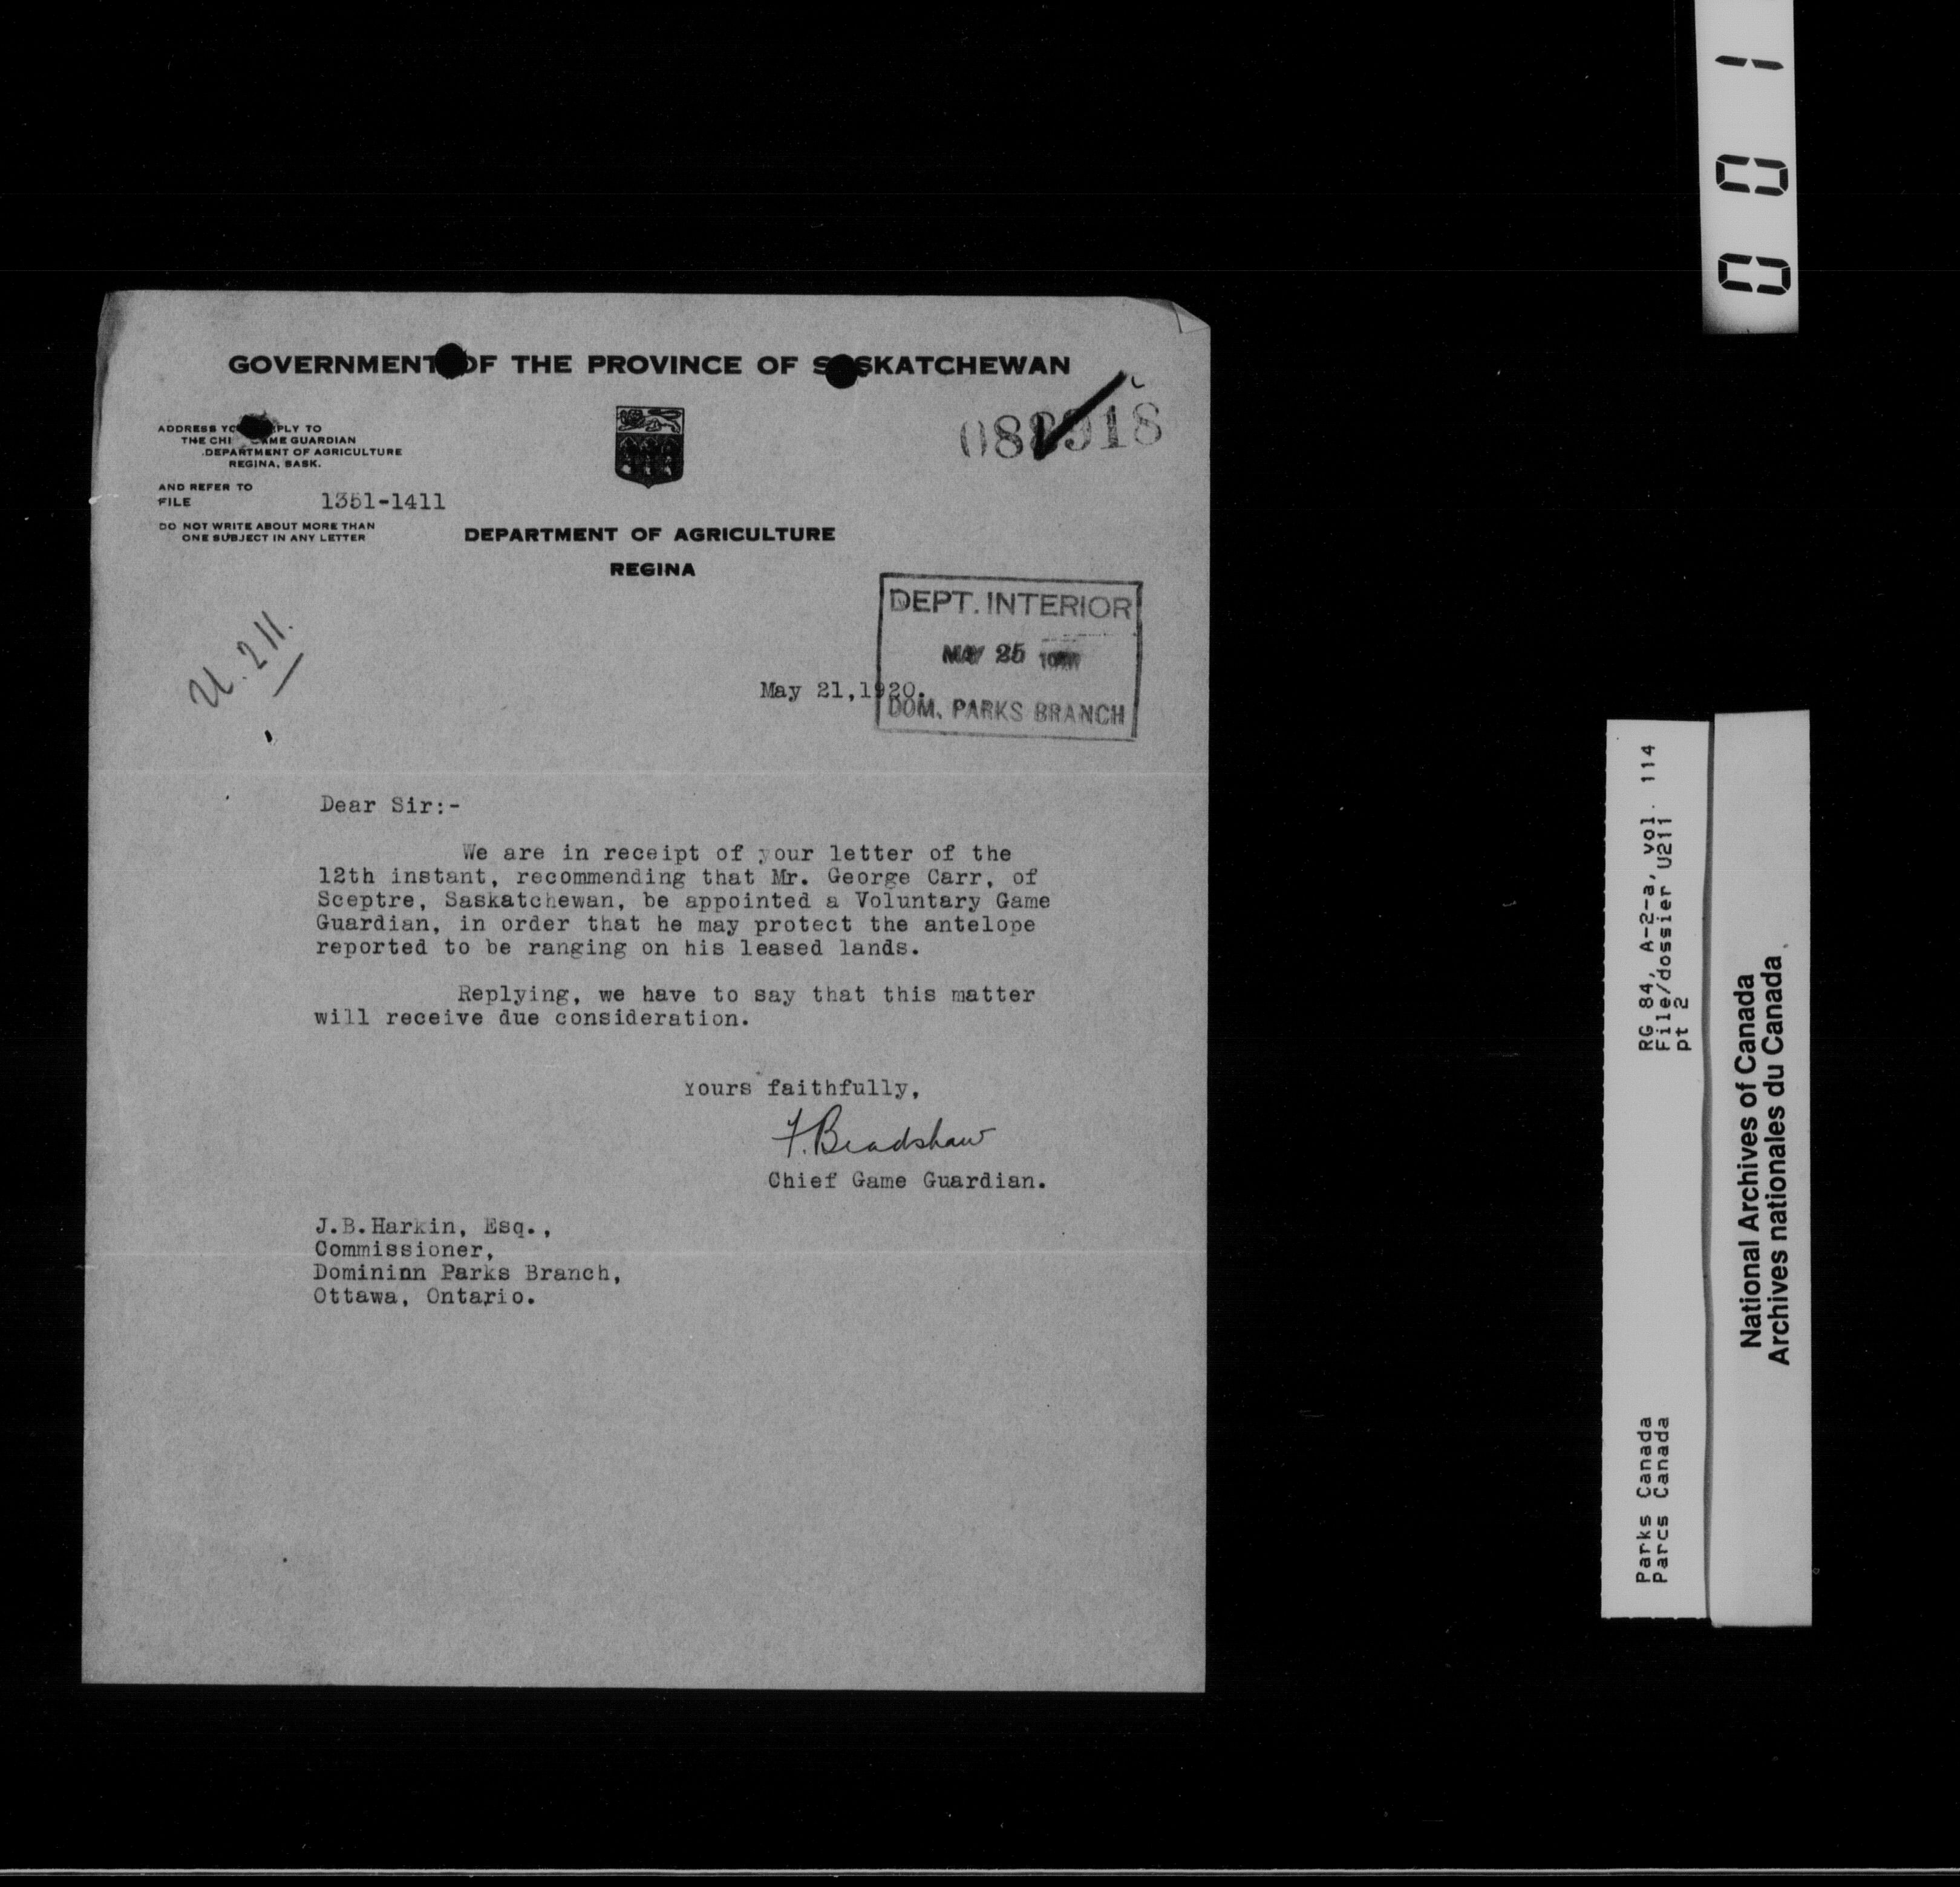 GOVERNMENT OF THE PROVINCE OF SASKATCHEWAN
ADDRESS YOUR REPLY TO
THE CHIEF GAME GUARDIAN
DEPARTMENT OF AGRICULTURE
REGINA, SASK.
AND REFER TO
FILE 1351-1411
DO NOT WRITE ABOUT MORE THAN
ONE SUBJECT IN ANY LETTER
DEPARTMENT OF AGRICULTURE
REGINA
U. 211.
DEPT. INTERIOR
MAY 25
DOM. PARKS BRANCH
May 21,1920.
Dear Sir:-
We are in receipt of your letter of the
12th instant, recommending that Mr. George Carr, of
Sceptre, Saskatchewan, be appointed a Voluntary Game
Guardian, in order that he may protect the antelope
reported to be ranging on his leased lands.
Replying, we have to say that this matter
will receive due consideration.
Yours faithfully,
F. Bradshaw
Chief Game Guardian.
J.B.Harkin, Esq.,
Commissioner,
Domininn Parks Branch,
Ottawa, Ontario.
001
RG 84, A-2-a, vol. 114
File/dossier U211
pt 2
Parks Canada
Parcs Canada
National Archives of Canada
Archives nationales du Canada